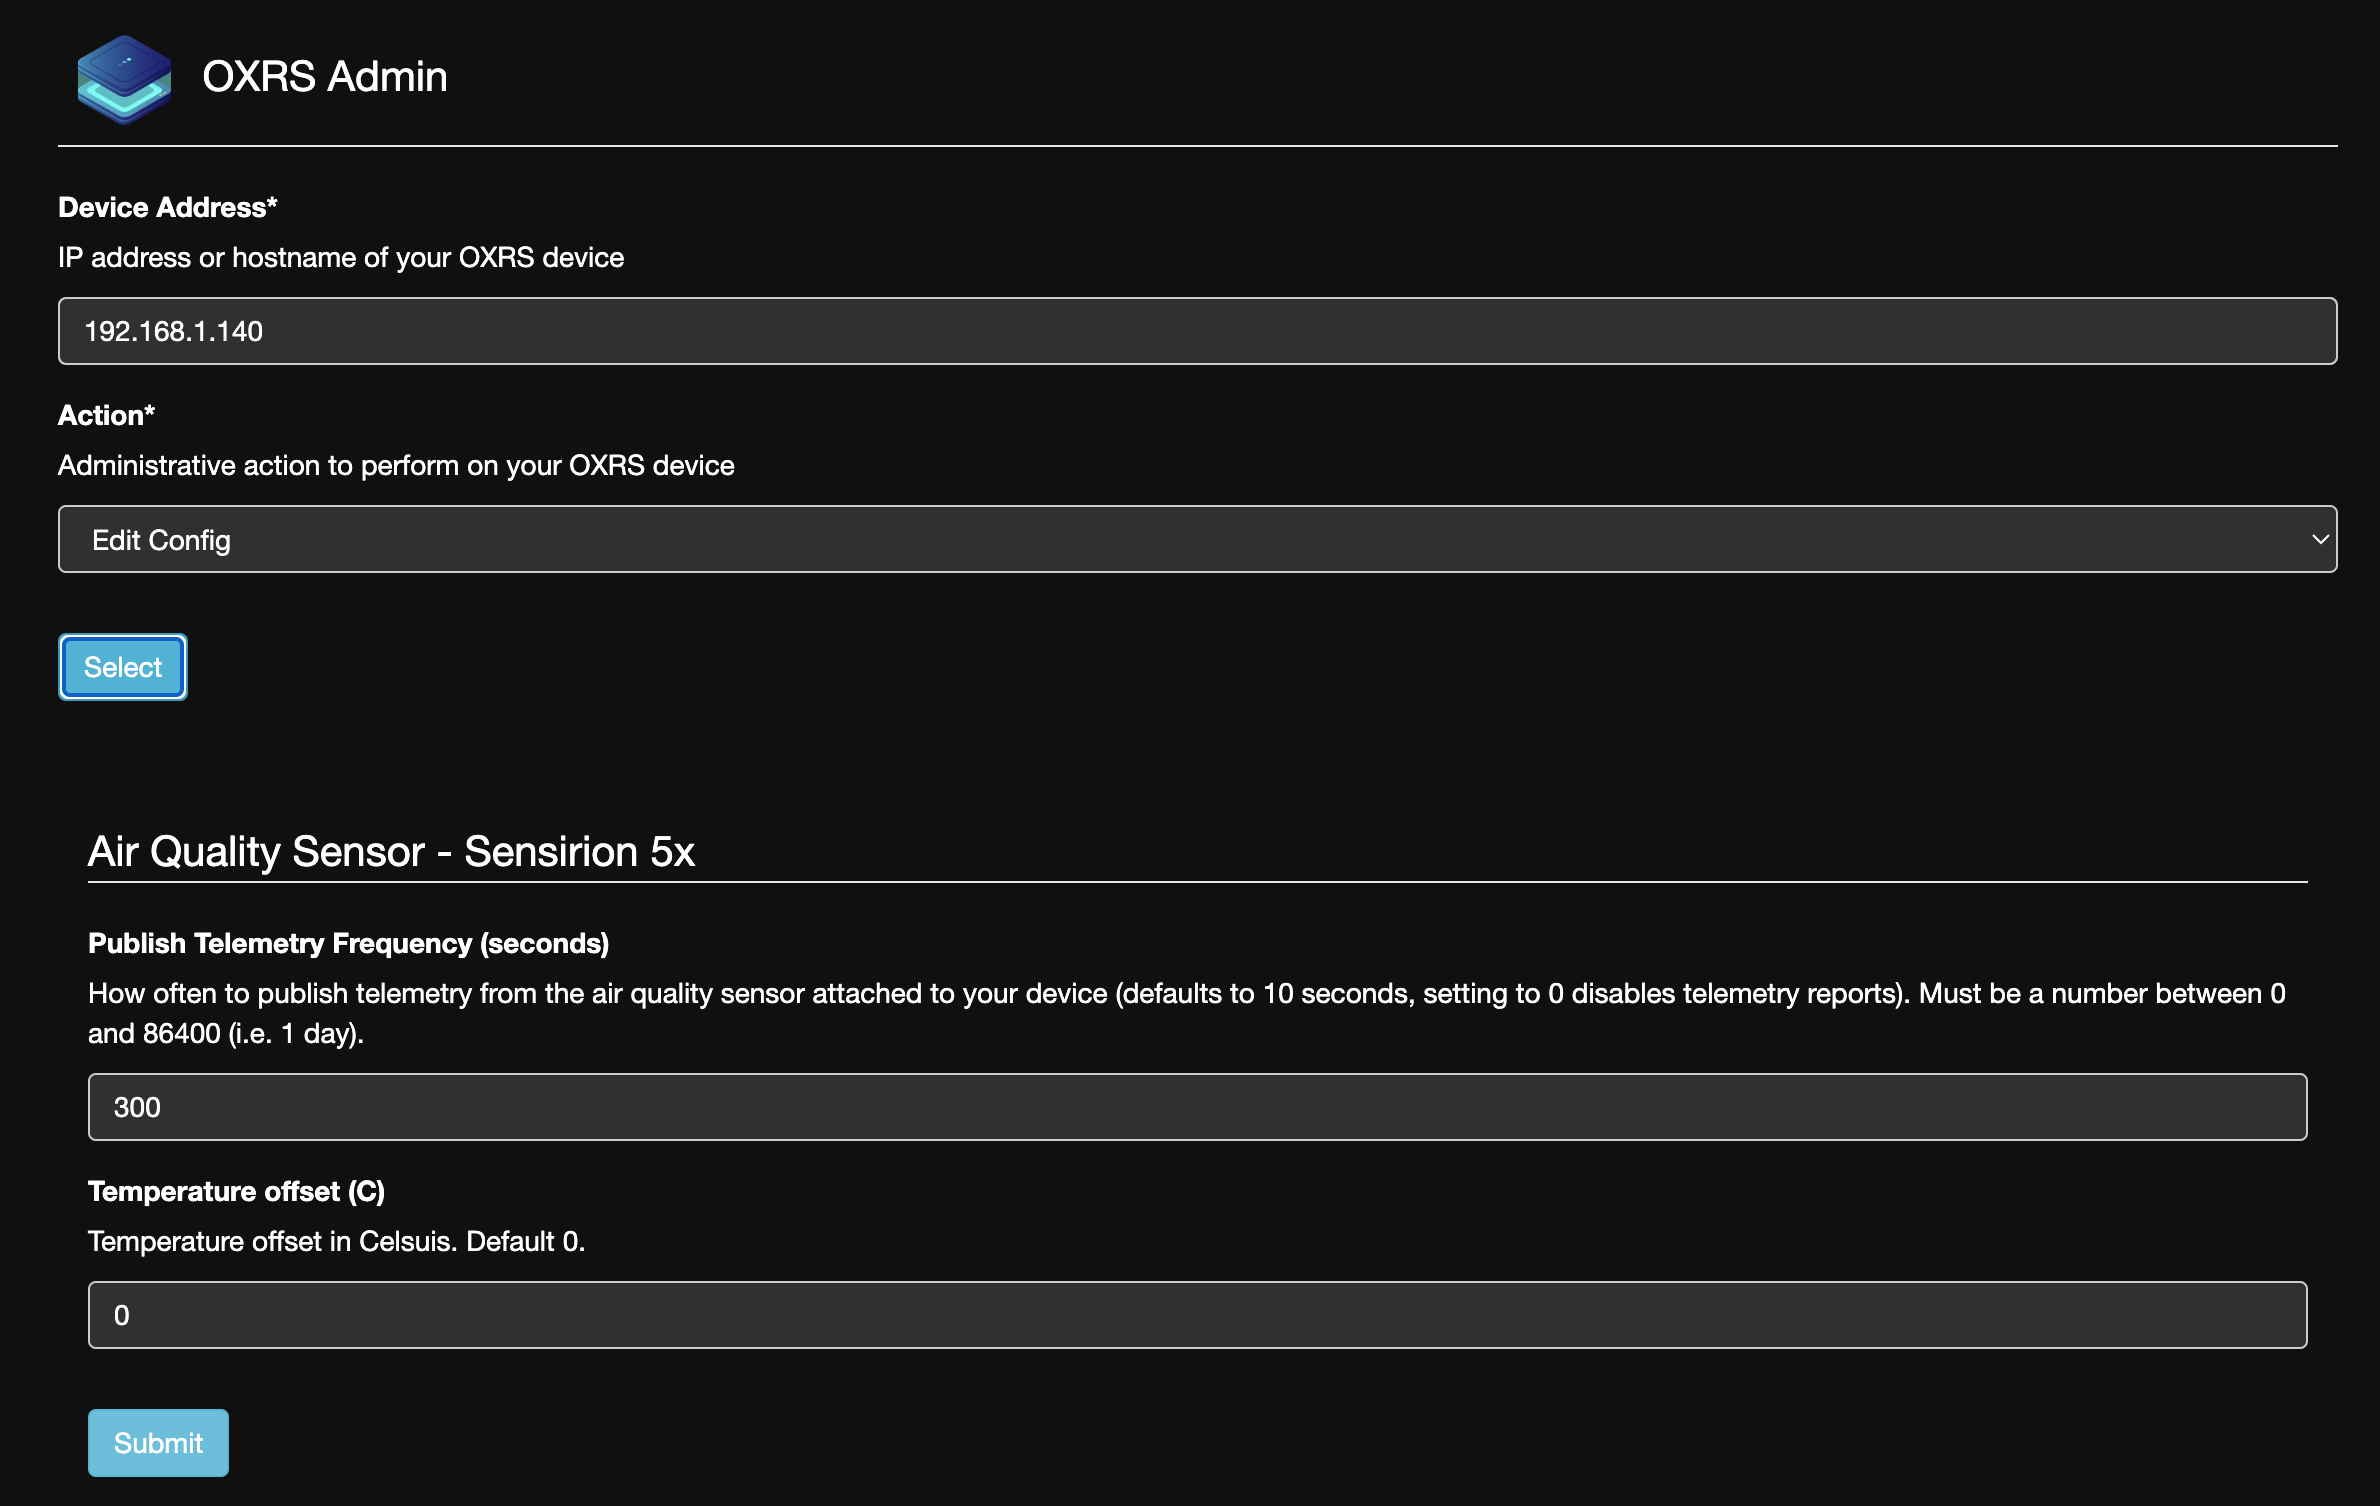 OXRS Admin
Device Address*
IP address or hostname of your OXRS device
192.168.1.140
Action*
Administrative action to perform on your OXRS device
Edit Config
Select
Air Quality Sensor - Sensirion 5x
Publish Telemetry Frequency (seconds)
How often to publish telemetry from the air quality sensor attached to your device (defaults to 10 seconds, setting to 0 disables telemetry reports). Must be a number between 0
and 86400 (i.e. 1 day).
300
Temperature offset (C)
Temperature offset in Celsuis. Default 0.
0
Submit